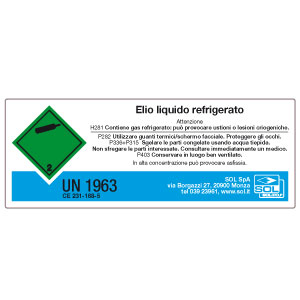 Elio liquido refrigerato
Attenzione
H281 Contiene gas refrigerato: può provocare ustioni o lesioni criogeniche.
P282 Utilizzare guanti termici/schermo facciale. Proteggere gli occhi.
P336+P315 Sgelare le parti congelate usando acqua tiepida.
Non sfregare le parti interessate. Consultare immediatamente un medico.
P403 Conservare in luogo ben ventilato.
In alta concentrazione può provocare asfissia.
2
UN 1963
CE 231-168-5
SOL SpA
via Borgazzi 27, 20900 Monza
tel 039 23961, www.sol.it
SOL